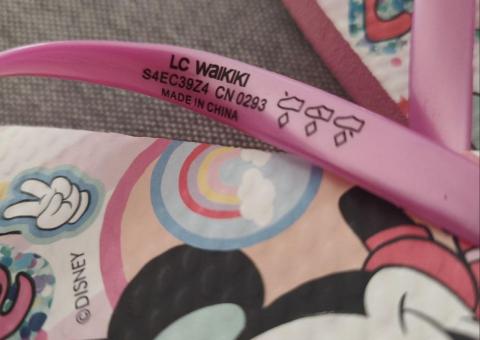 LC Waikiki
S4EC39Z4 CN 0293
MADE IN CHINA
©DISNEY